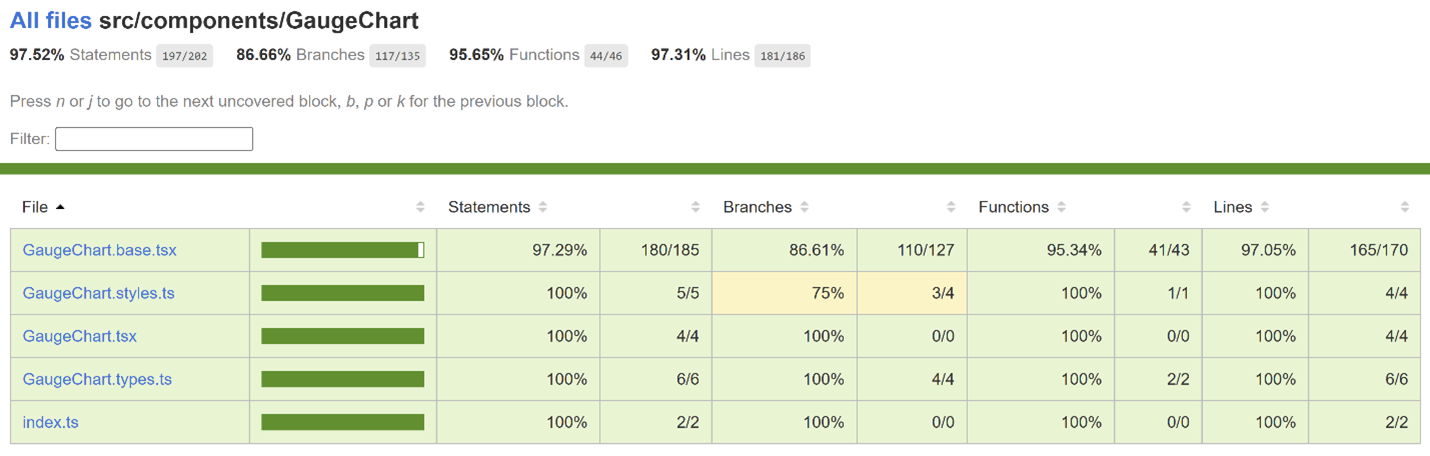 All files src/components/GaugeChart
97.52% Statements 197/202 86.66% Branches 117/135 95.65% Functions 44/46 97.31% Lines 181/186
Press n or j to go to the next uncovered block, b, p or k for the previous block.
Filter:
File Statements Branches Functions Lines
GaugeChart.base.tsx 97.29% 180/185 86.61% 110/127 95.34% 41/43 97.05% 165/170
GaugeChart.styles.ts 100% 5/5 75% 3/4 100% 1/1 100% 4/4
GaugeChart.tsx 100% 4/4 100% 0/0 100% 0/0 100% 4/4
GaugeChart.types.ts 100% 6/6 100% 4/4 100% 2/2 100% 6/6
index.ts 100% 2/2 100% 0/0 100% 0/0 100% 2/2